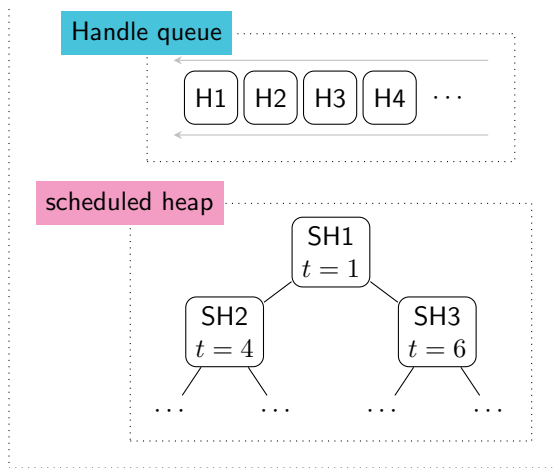 Handle queue
H1 H2 H3 H4 ···
scheduled heap
SH1
t = 1
SH2 SH3
t = 4 t = 6
··· ··· ··· ···